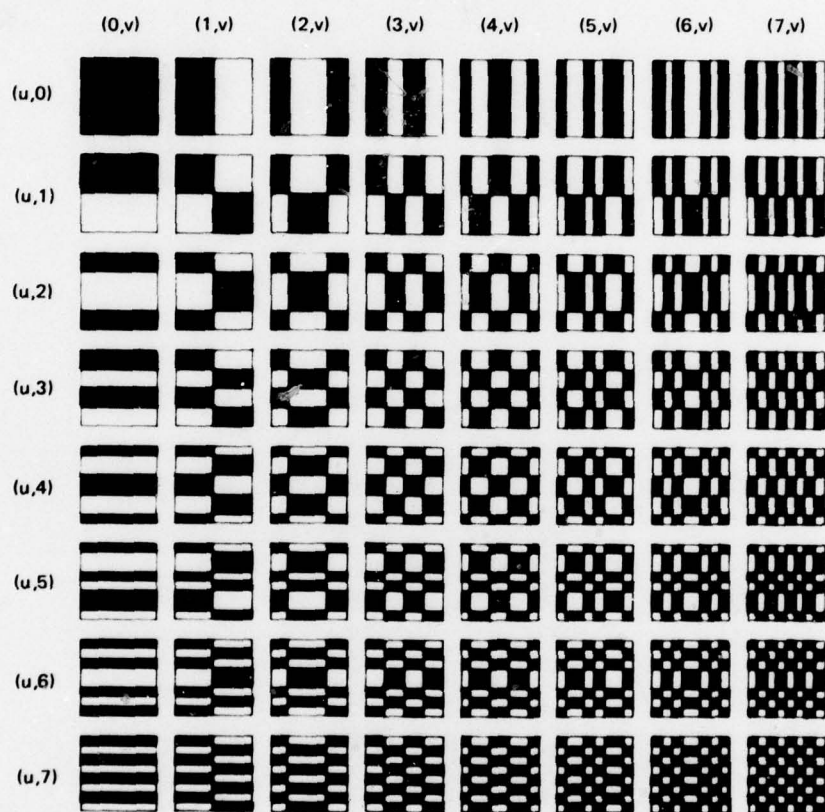 (0,v) (1,v) (2,v) (3,v) (4,v) (5,v) (6,v) (7,v)
(u,0)
(u,1)
(u,2)
(u,3)
(u,4)
(u,5)
(u,6)
(u,7)